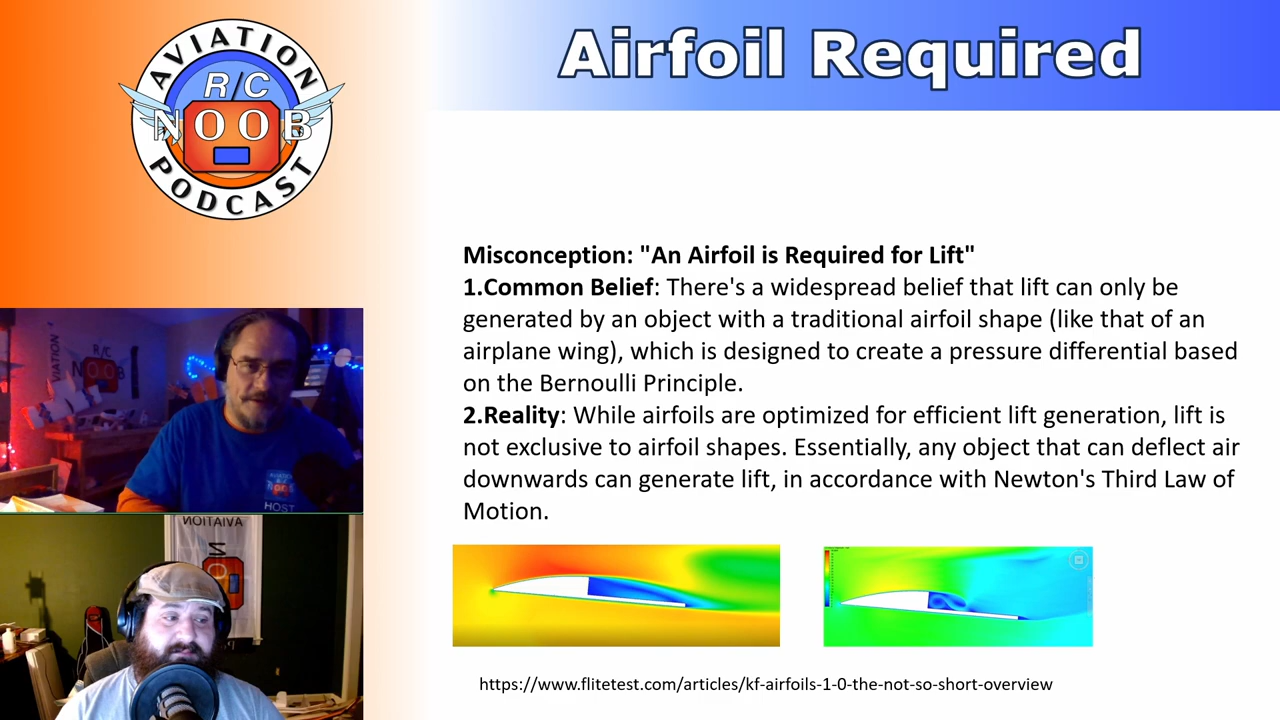 AVIATION
R/C
NOOB
PODCAST
Airfoil Required
Misconception: "An Airfoil is Required for Lift"
1.Common Belief: There's a widespread belief that lift can only be
generated by an object with a traditional airfoil shape (like that of an
airplane wing), which is designed to create a pressure differential based
on the Bernoulli Principle.
2.Reality: While airfoils are optimized for efficient lift generation, lift is
not exclusive to airfoil shapes. Essentially, any object that can deflect air
downwards can generate lift, in accordance with Newton's Third Law of
Motion.
https://www.flitetest.com/articles/kf-airfoils-1-0-the-not-so-short-overview
AVIATION
R/C
NOOB
HOST
AVIATION
NO